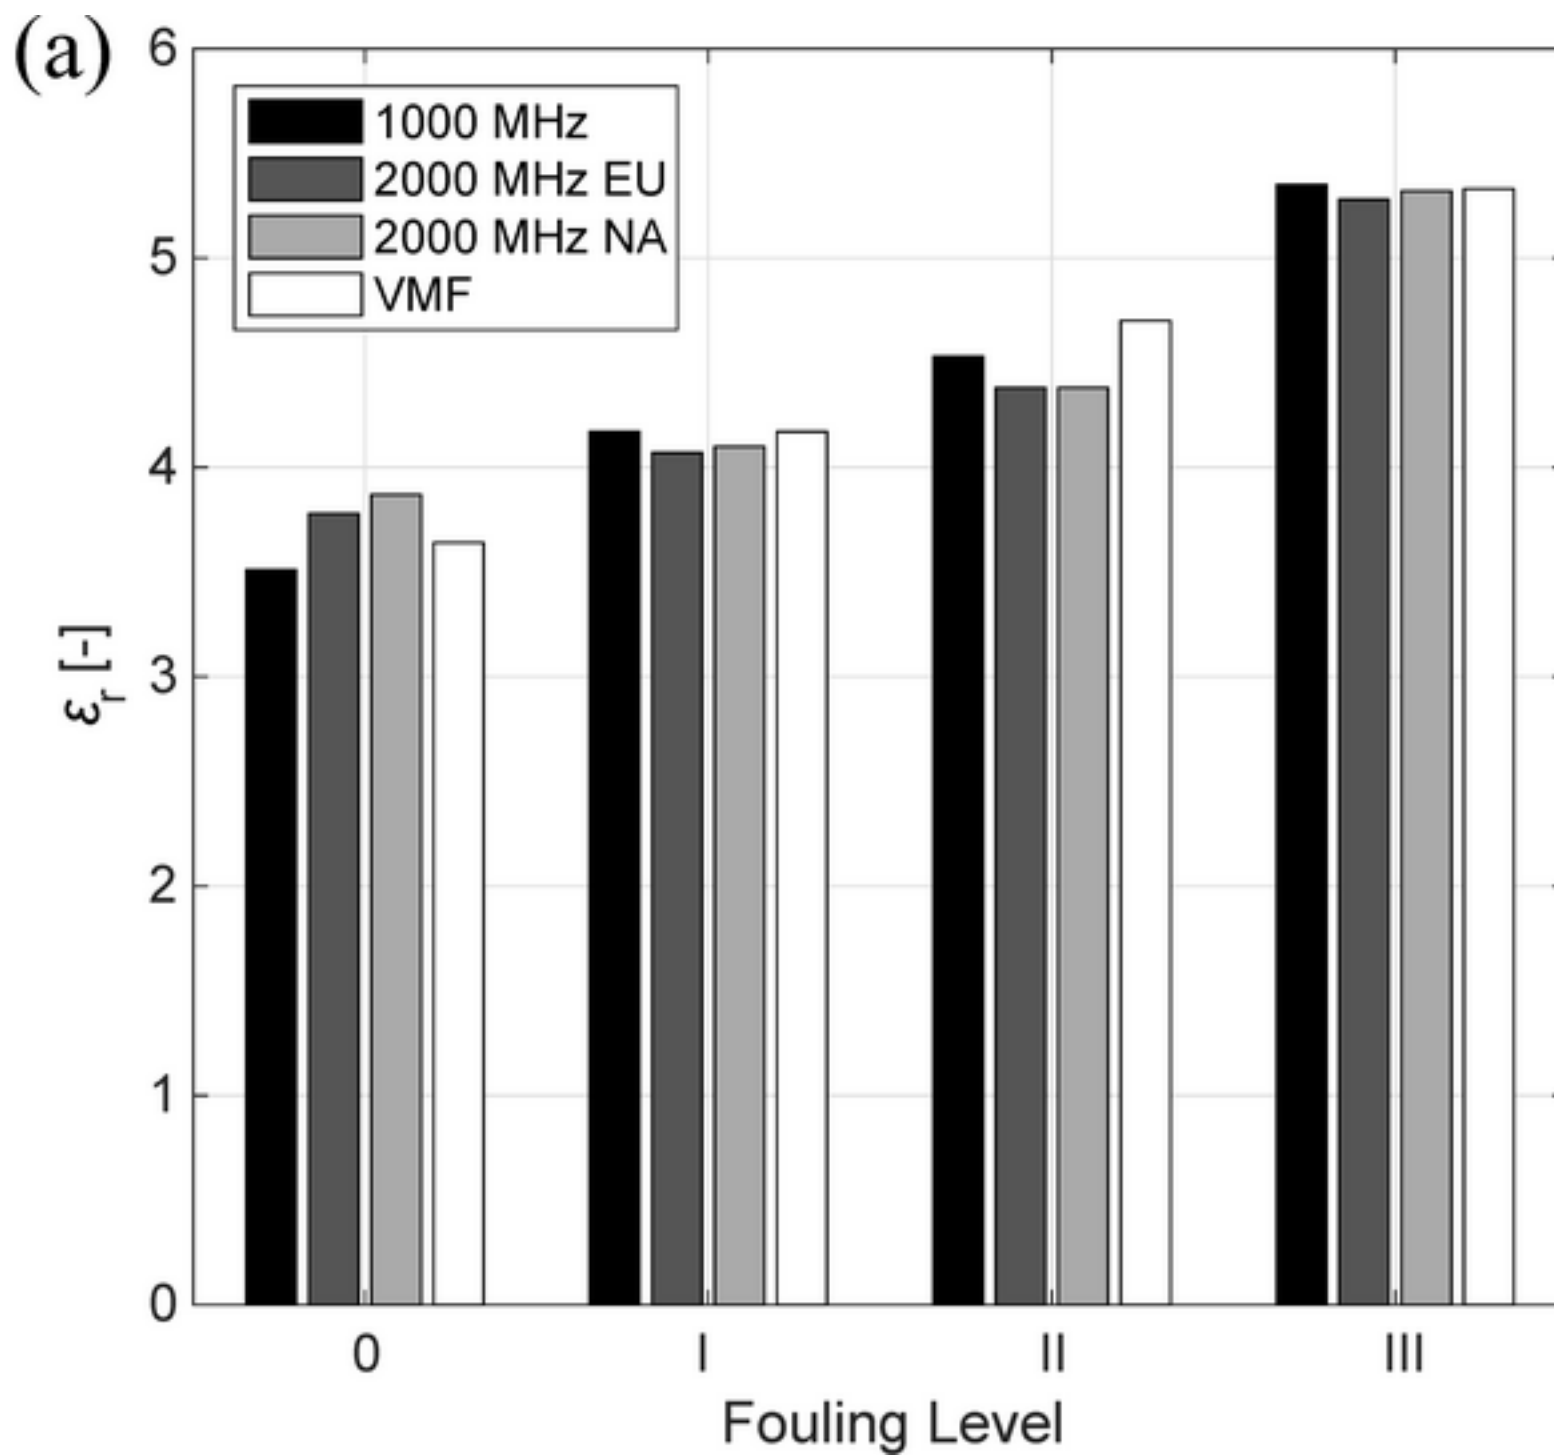 (a)
6
5
4
3
2
1
0
εr [-]
1000 MHz
2000 MHz EU
2000 MHz NA
VMF
0 I II III
Fouling Level